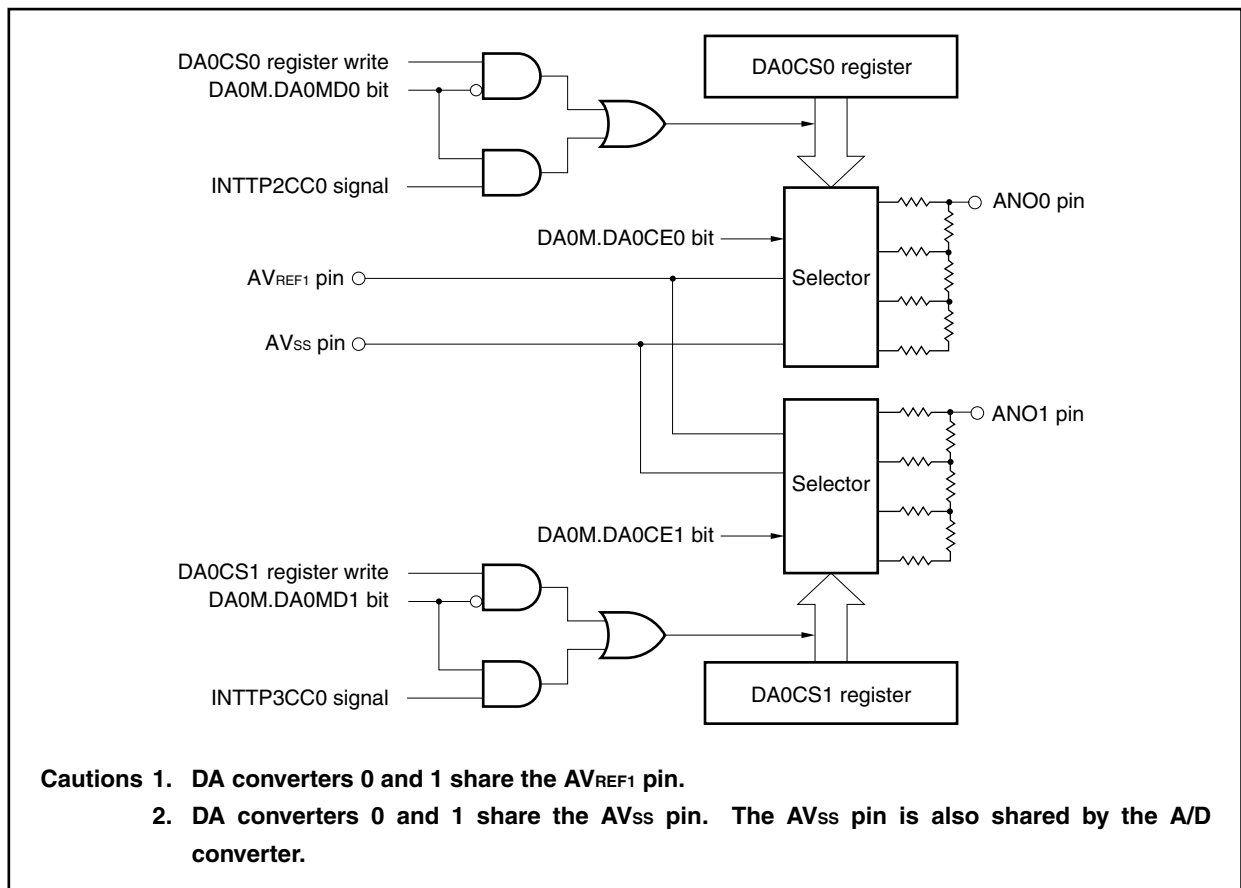 DA0CS0 register write
DA0M.DA0MD0 bit
INTTP2CC0 signal
DA0CS0 register
DA0M.DA0CE0 bit
AVREF1 pin
AVSS pin
Selector
ANO0 pin
ANO1 pin
Selector
DA0M.DA0CE1 bit
DA0CS1 register write
DA0M.DA0MD1 bit
INTTP3CC0 signal
DA0CS1 register
Cautions 1. DA converters 0 and 1 share the AVREF1 pin.
2. DA converters 0 and 1 share the AVSS pin. The AVSS pin is also shared by the A/D
converter.